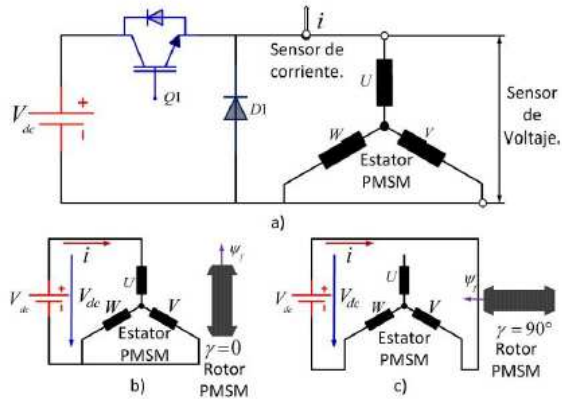 i
Sensor de
corriente.
Q1
D1
V dc
+
-
U
W
V
Estator
PMSM
Sensor
de
Voltaje.
a)
i
V dc
+
-
V dc
U
W
V
Estator
PMSM
ψ f
γ=0
Rotor
PMSM
b)
i
V dc
+
-
V dc
U
W
V
Estator
PMSM
ψ f
γ = 90°
Rotor
PMSM
c)